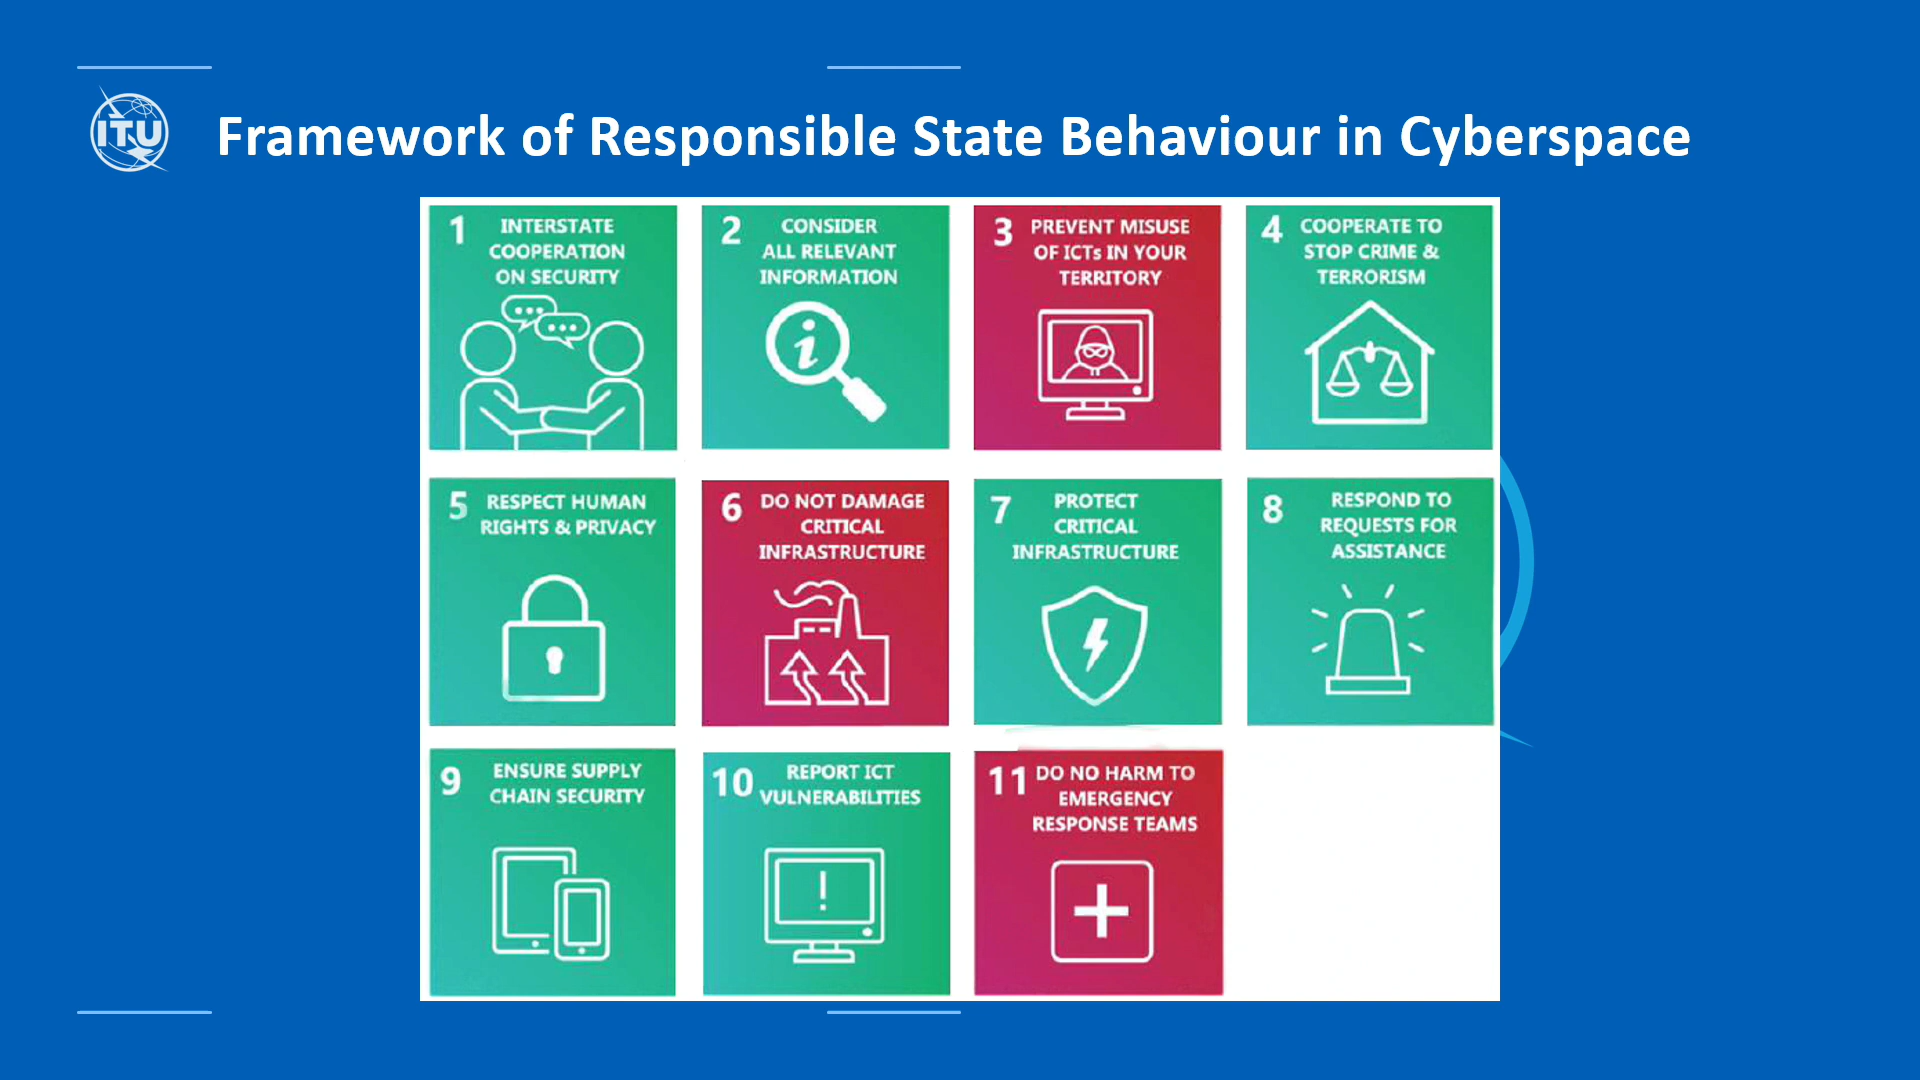 ITU
Framework of Responsible State Behaviour in Cyberspace
1
INTERSTATE
COOPERATION
ON SECURITY
2
CONSIDER
ALL RELEVANT
INFORMATION
i
3
PREVENT MISUSE
OF ICTs IN YOUR
TERRITORY
4
COOPERATE TO
STOP CRIME &
TERRORISM
5
RESPECT HUMAN
RIGHTS & PRIVACY
6
DO NOT DAMAGE
CRITICAL
INFRASTRUCTURE
7
PROTECT
CRITICAL
INFRASTRUCTURE
8
RESPOND TO
REQUESTS FOR
ASSISTANCE
9
ENSURE SUPPLY
CHAIN SECURITY
10
REPORT ICT
VULNERABILITIES
!
11
DO NO HARM TO
EMERGENCY
RESPONSE TEAMS